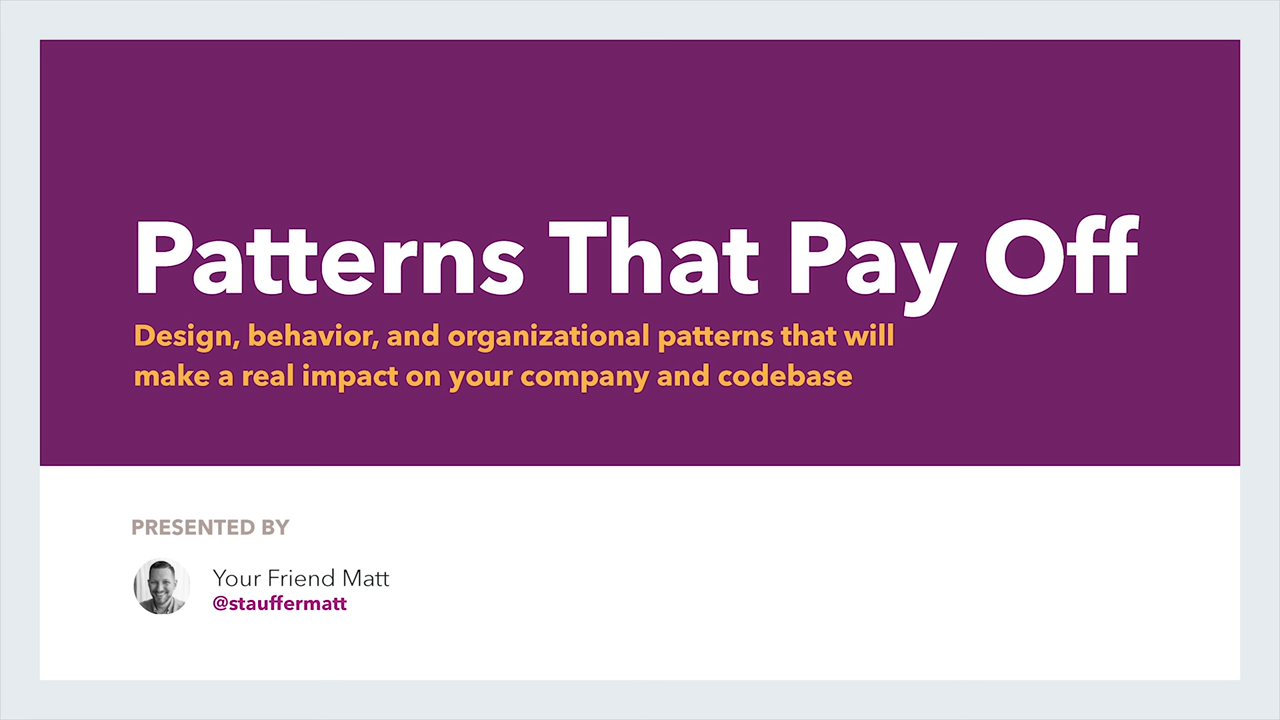 Patterns That Pay Off
Design, behavior, and organizational patterns that will
make a real impact on your company and codebase
PRESENTED BY
Your Friend Matt
@stauffermatt